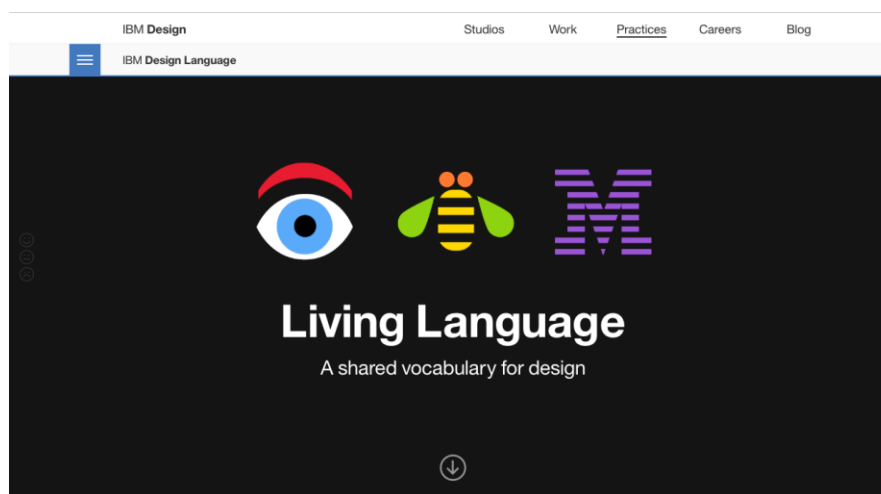 IBM Design
Studios Work Practices Careers Blog
IBM Design Language
M
Living Language
A shared vocabulary for design